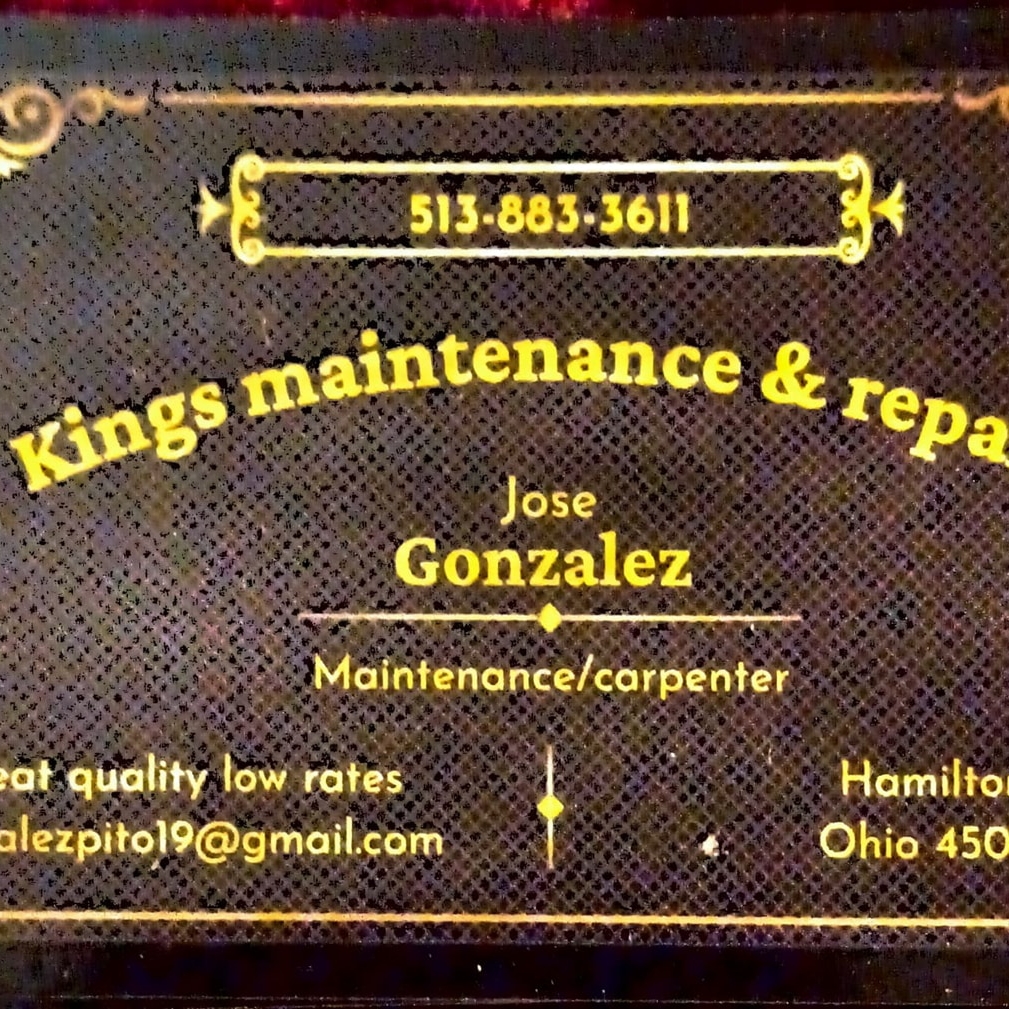 513-883-3611
Kings maintenance & repa
Jose
Gonzalez
Maintenance/carpenter
eat quality low rates
alezpito19@gmail.com
Hamilton
Ohio 450